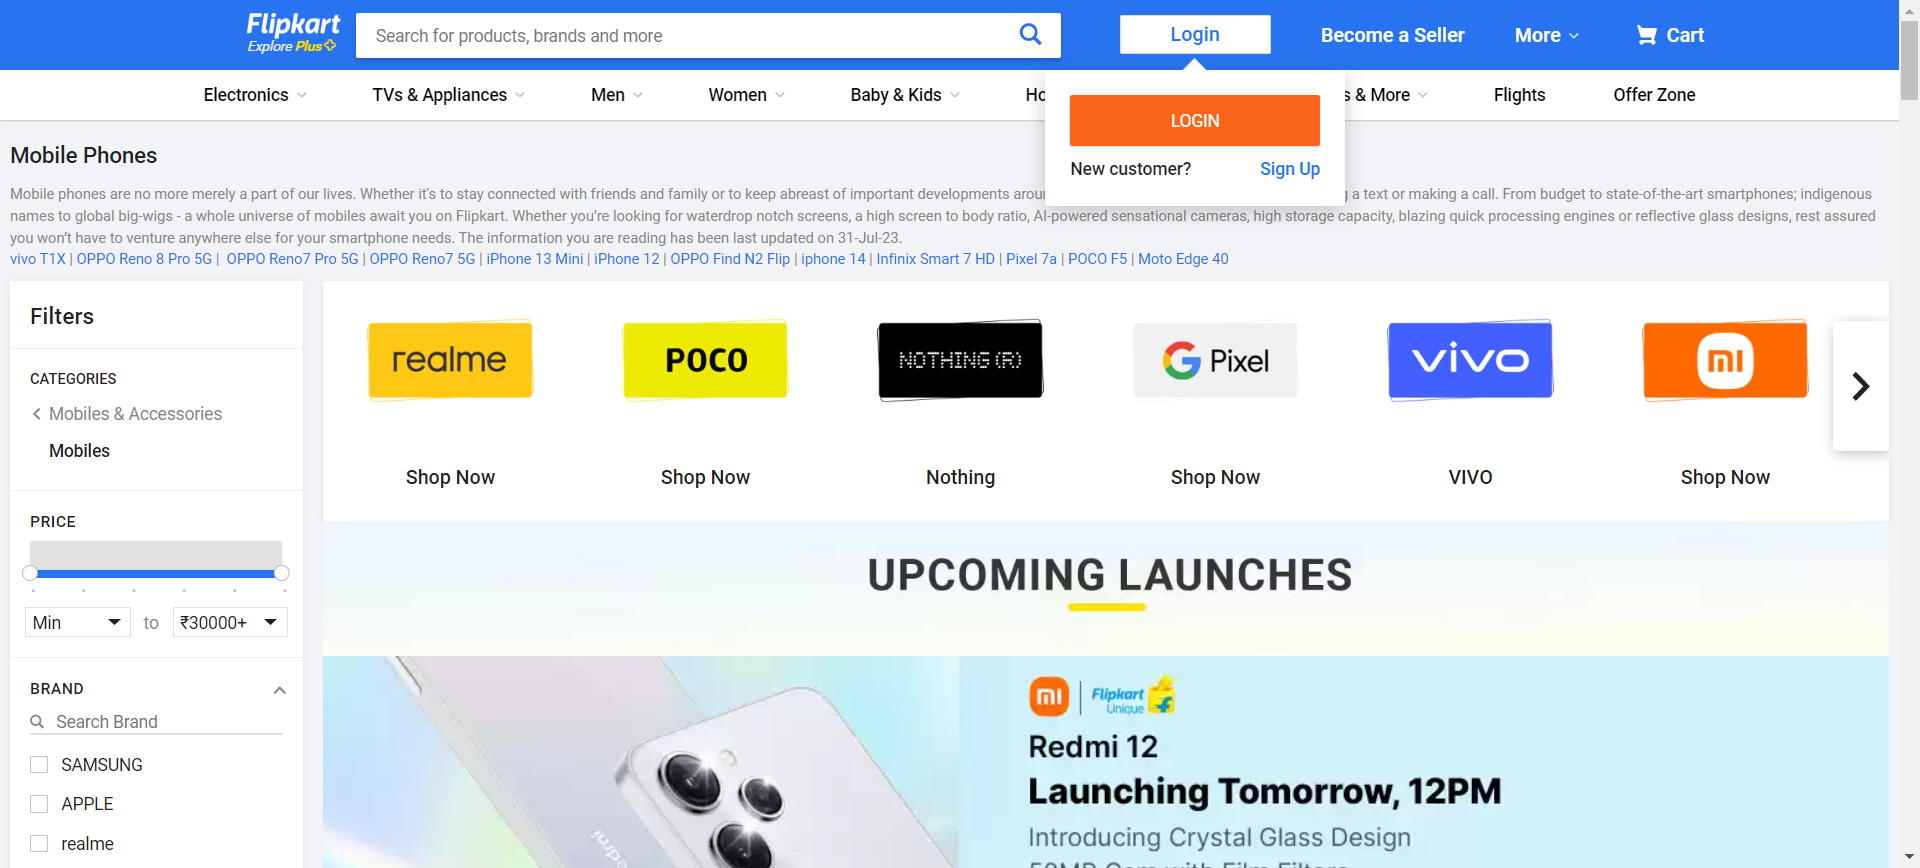 Flipkart
Explore Plus
Search for products, brands and more
Login
Become a Seller
More
Cart
Electronics
TVs & Appliances
Men
Women
Baby & Kids
Ho
s & More
Flights
Offer Zone
LOGIN
New customer? Sign Up
Mobile Phones
Mobile phones are no more merely a part of our lives. Whether it's to stay connected with friends and family or to keep abreast of important developments arou g a text or making a call. From budget to state-of-the-art smartphones; indigenous
names to global big-wigs - a whole universe of mobiles await you on Flipkart. Whether you’re looking for waterdrop notch screens, a high screen to body ratio, AI-powered sensational cameras, high storage capacity, blazing quick processing engines or reflective glass designs, rest assured
you won’t have to venture anywhere else for your smartphone needs. The information you are reading has been last updated on 31-Jul-23.
vivo T1X | OPPO Reno 8 Pro 5G | OPPO Reno7 Pro 5G | OPPO Reno7 5G | iPhone 13 Mini | iPhone 12 | OPPO Find N2 Flip | iphone 14 | Infinix Smart 7 HD | Pixel 7a | POCO F5 | Moto Edge 40
Filters
CATEGORIES
Mobiles & Accessories
Mobiles
PRICE
Min to ₹30000+
BRAND
Search Brand
SAMSUNG
APPLE
realme
realme
POCO
NOTHING (R)
G Pixel
vivo
mi
Shop Now
Shop Now
Nothing
Shop Now
VIVO
Shop Now
UPCOMING LAUNCHES
mi | Flipkart
Unique
Redmi 12
Launching Tomorrow, 12PM
Introducing Crystal Glass Design
50MP Cam with Film Filters
Redmi